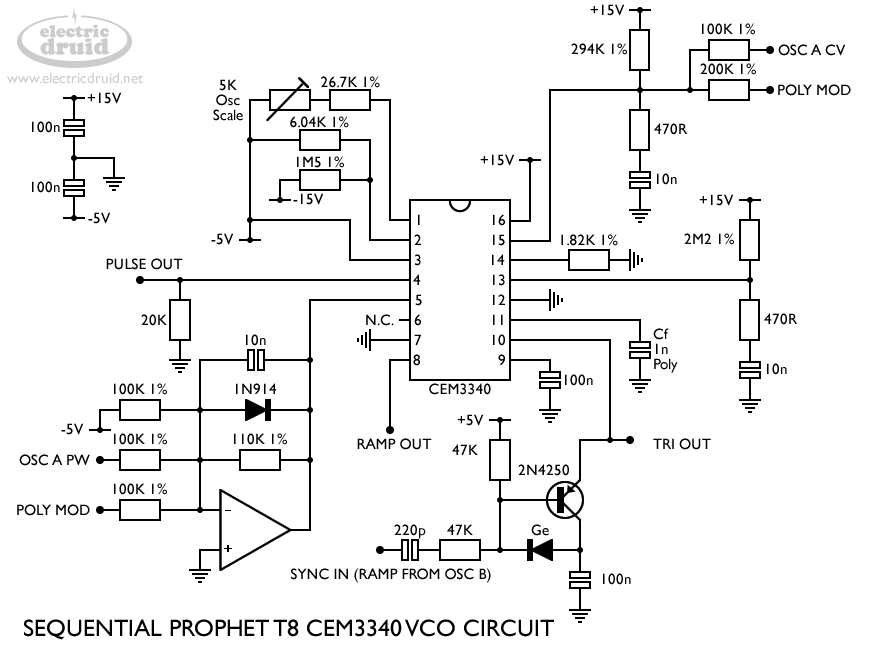 electric
druid
www.electricdruid.net
+15V
100n
100n
-5V
5K
Osc
Scale
26.7K 1%
6.04K 1%
1M5 1%
-15V
-5V
+15V
294K 1%
100K 1%
OSC A CV
200K 1%
POLY MOD
470R
10n
+15V
+15V
2M2 1%
470R
10n
1
2
3
4
5
6
7
8
16
15
14
13
12
11
10
9
CEM3340
1.82K 1%
Cf
1n
Poly
100n
PULSE OUT
20K
N.C.
10n
1N914
110K 1%
100K 1%
-5V
100K 1%
OSC A PW
100K 1%
POLY MOD
-
+
RAMP OUT
+5V
47K
2N4250
TRI OUT
220p
47K
Ge
100n
SYNC IN (RAMP FROM OSC B)
SEQUENTIAL PROPHET T8 CEM3340 VCO CIRCUIT